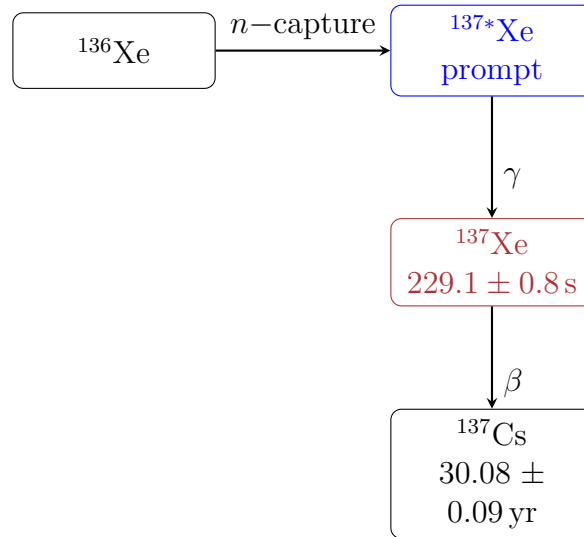 n−capture
¹³⁶Xe
¹³⁷*Xe
prompt
γ
¹³⁷Xe
229.1 ± 0.8 s
β
¹³⁷Cs
30.08 ±
0.09 yr